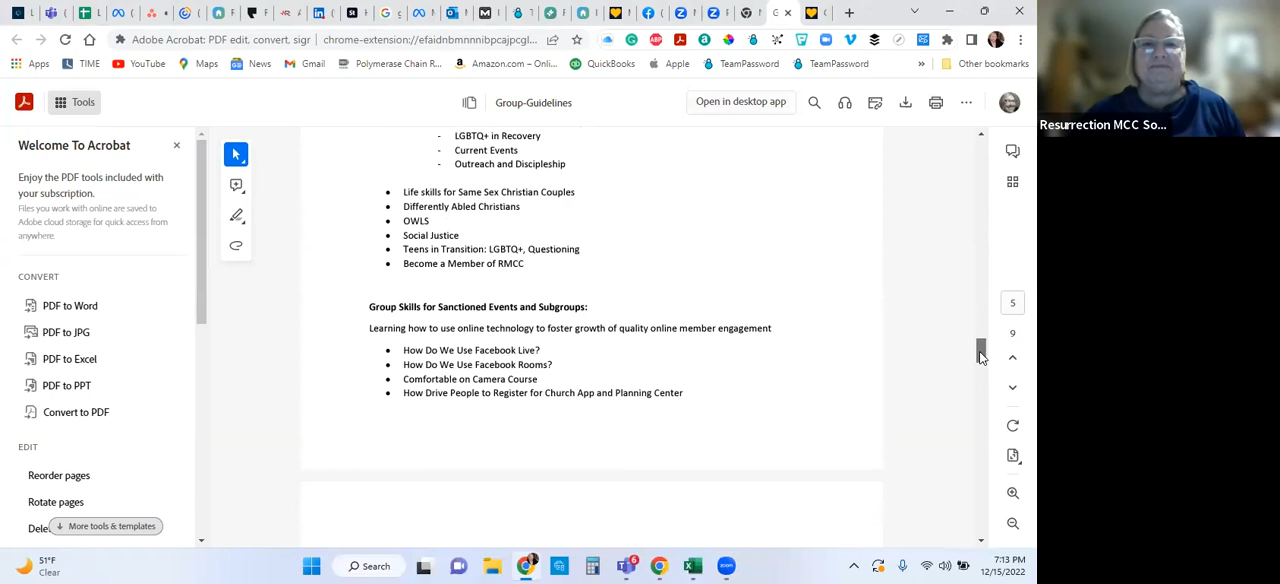 Adobe Acrobat: PDF edit, convert, sigr
chrome-extension://efaidnbmnnnibpcajpcgl...
Apps
TIME
YouTube
Maps
News
Gmail
Polymerase Chain R...
Amazon.com – Onli...
QuickBooks
Apple
TeamPassword
TeamPassword
»
Other bookmarks
Tools
Group-Guidelines
Open in desktop app
Resurrection MCC So...
Welcome To Acrobat
Enjoy the PDF tools included with
your subscription.
Files you work with online are saved to
Adobe cloud storage for quick access from
anywhere.
CONVERT
PDF to Word
PDF to JPG
PDF to Excel
PDF to PPT
Convert to PDF
EDIT
Reorder pages
Rotate pages
More tools & templates
- LGBTQ+ in Recovery
- Current Events
- Outreach and Discipleship
• Life skills for Same Sex Christian Couples
• Differently Abled Christians
• OWLS
• Social Justice
• Teens in Transition: LGBTQ+, Questioning
• Become a Member of RMCC
Group Skills for Sanctioned Events and Subgroups:
Learning how to use online technology to foster growth of quality online member engagement
• How Do We Use Facebook Live?
• How Do We Use Facebook Rooms?
• Comfortable on Camera Course
• How Drive People to Register for Church App and Planning Center
5
9
51°F
Clear
Search
6
zoom
7:13 PM
12/15/2022